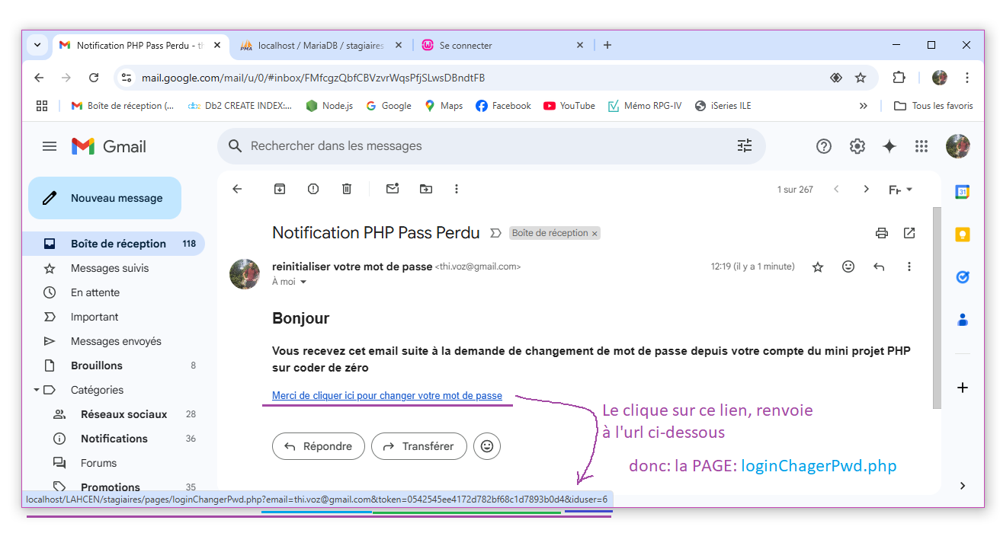 Notification PHP Pass Perdu - th
localhost / MariaDB / stagiaires
Se connecter
mail.google.com/mail/u/0/#inbox/FMfcgzQbfCBVzvrWqsPfjSLwsDBndtFB
Boîte de réception (...
Db2 CREATE INDEX:...
Node.js
Google
Maps
Facebook
YouTube
Mémo RPG-IV
iSeries ILE
Tous les favoris
Gmail
Rechercher dans les messages
Nouveau message
1 sur 267
Boîte de réception 118
Messages suivis
En attente
Important
Messages envoyés
Brouillons 8
Catégories
Réseaux sociaux 28
Notifications 36
Forums
Promotions 35
Notification PHP Pass Perdu
Boîte de réception ×
reinitialiser votre mot de passe <thi.voz@gmail.com>
12:19 (il y a 1 minute)
À moi
Bonjour
Vous recevez cet email suite à la demande de changement de mot de passe depuis votre compte du mini projet PHP
sur coder de zéro
Merci de cliquer ici pour changer votre mot de passe
Répondre
Transférer
Le clique sur ce lien, renvoie
à l'url ci-dessous
donc: la PAGE: loginChagerPwd.php
localhost/LAHCEN/stagiaires/pages/loginChangerPwd.php?email=thi.voz@gmail.com&token=0542545ee4172d782bf68c1d7893b0d4&iduser=6
31